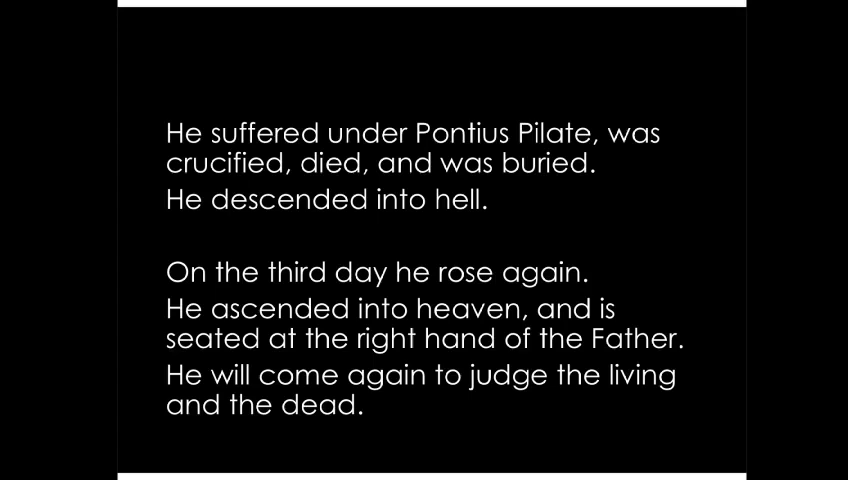 He suffered under Pontius Pilate, was
crucified, died, and was buried.
He descended into hell.
On the third day he rose again.
He ascended into heaven, and is
seated at the right hand of the Father.
He will come again to judge the living
and the dead.